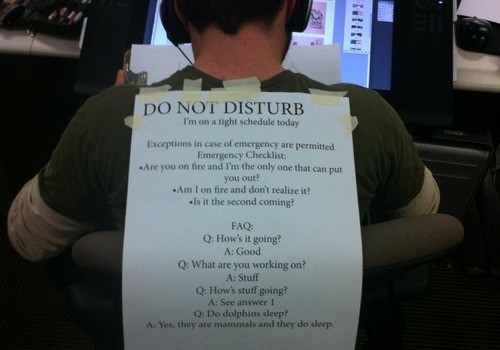 DO NOT DISTURB
I'm on a tight schedule today
Exceptions in case of emergency are permitted
Emergency Checklist:
•Are you on fire and I'm the only one that can put
you out?
•Am I on fire and don't realize it?
•Is it the second coming?
FAQ:
Q: How's it going?
A: Good
Q: What are you working on?
A: Stuff
Q: How's stuff going?
A: See answer 1
Q: Do dolphins sleep?
A: Yes, they are mammals and they do sleep.